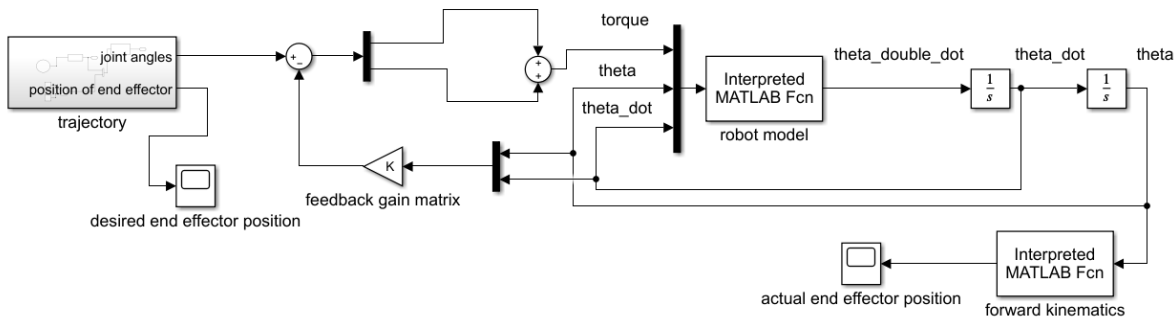 joint angles
position of end effector
trajectory
desired end effector position
+
−
K
feedback gain matrix
+
+
torque
theta
theta_dot
Interpreted
MATLAB Fcn
robot model
theta_double_dot
1
s
theta_dot
1
s
theta
Interpreted
MATLAB Fcn
forward kinematics
actual end effector position